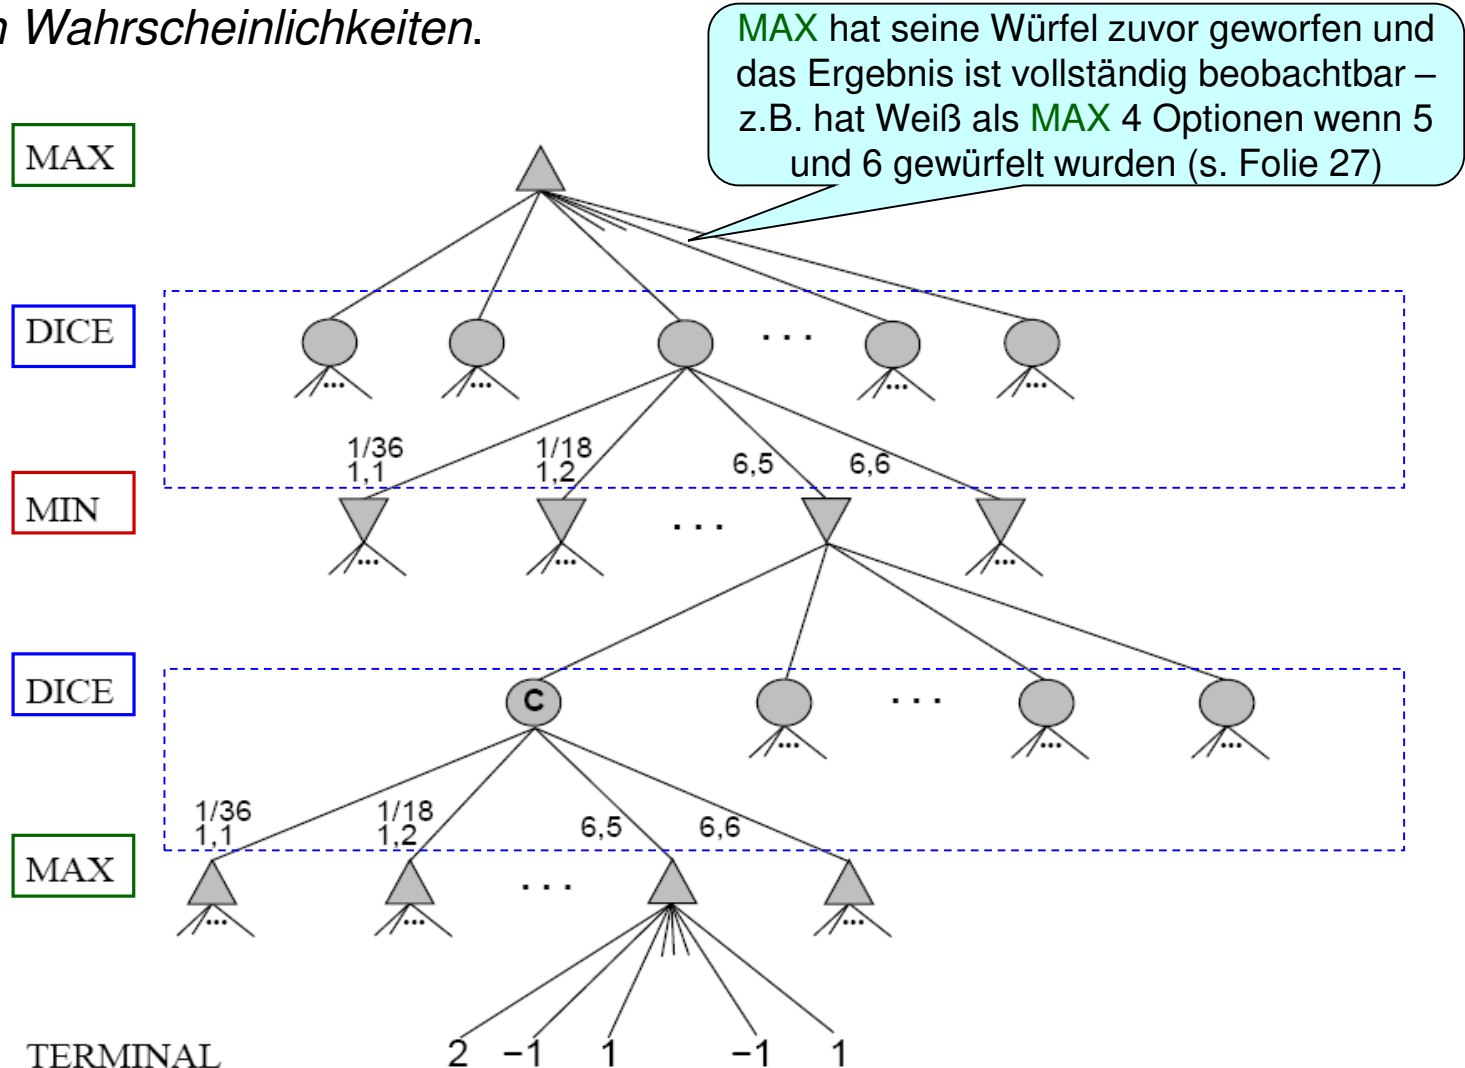 n Wahrscheinlichkeiten.
MAX hat seine Würfel zuvor geworfen und
das Ergebnis ist vollständig beobachtbar –
z.B. hat Weiß als MAX 4 Optionen wenn 5
und 6 gewürfelt wurden (s. Folie 27)
MAX
DICE
...
... ... ... ...
1/36 1/18
1,1 1,2 6,5 6,6
MIN
...
... ... ...
DICE
C ...
... ... ...
1/36 1/18
1,1 1,2 6,5 6,6
MAX
...
... ... ...
TERMINAL 2 −1 1 −1 1